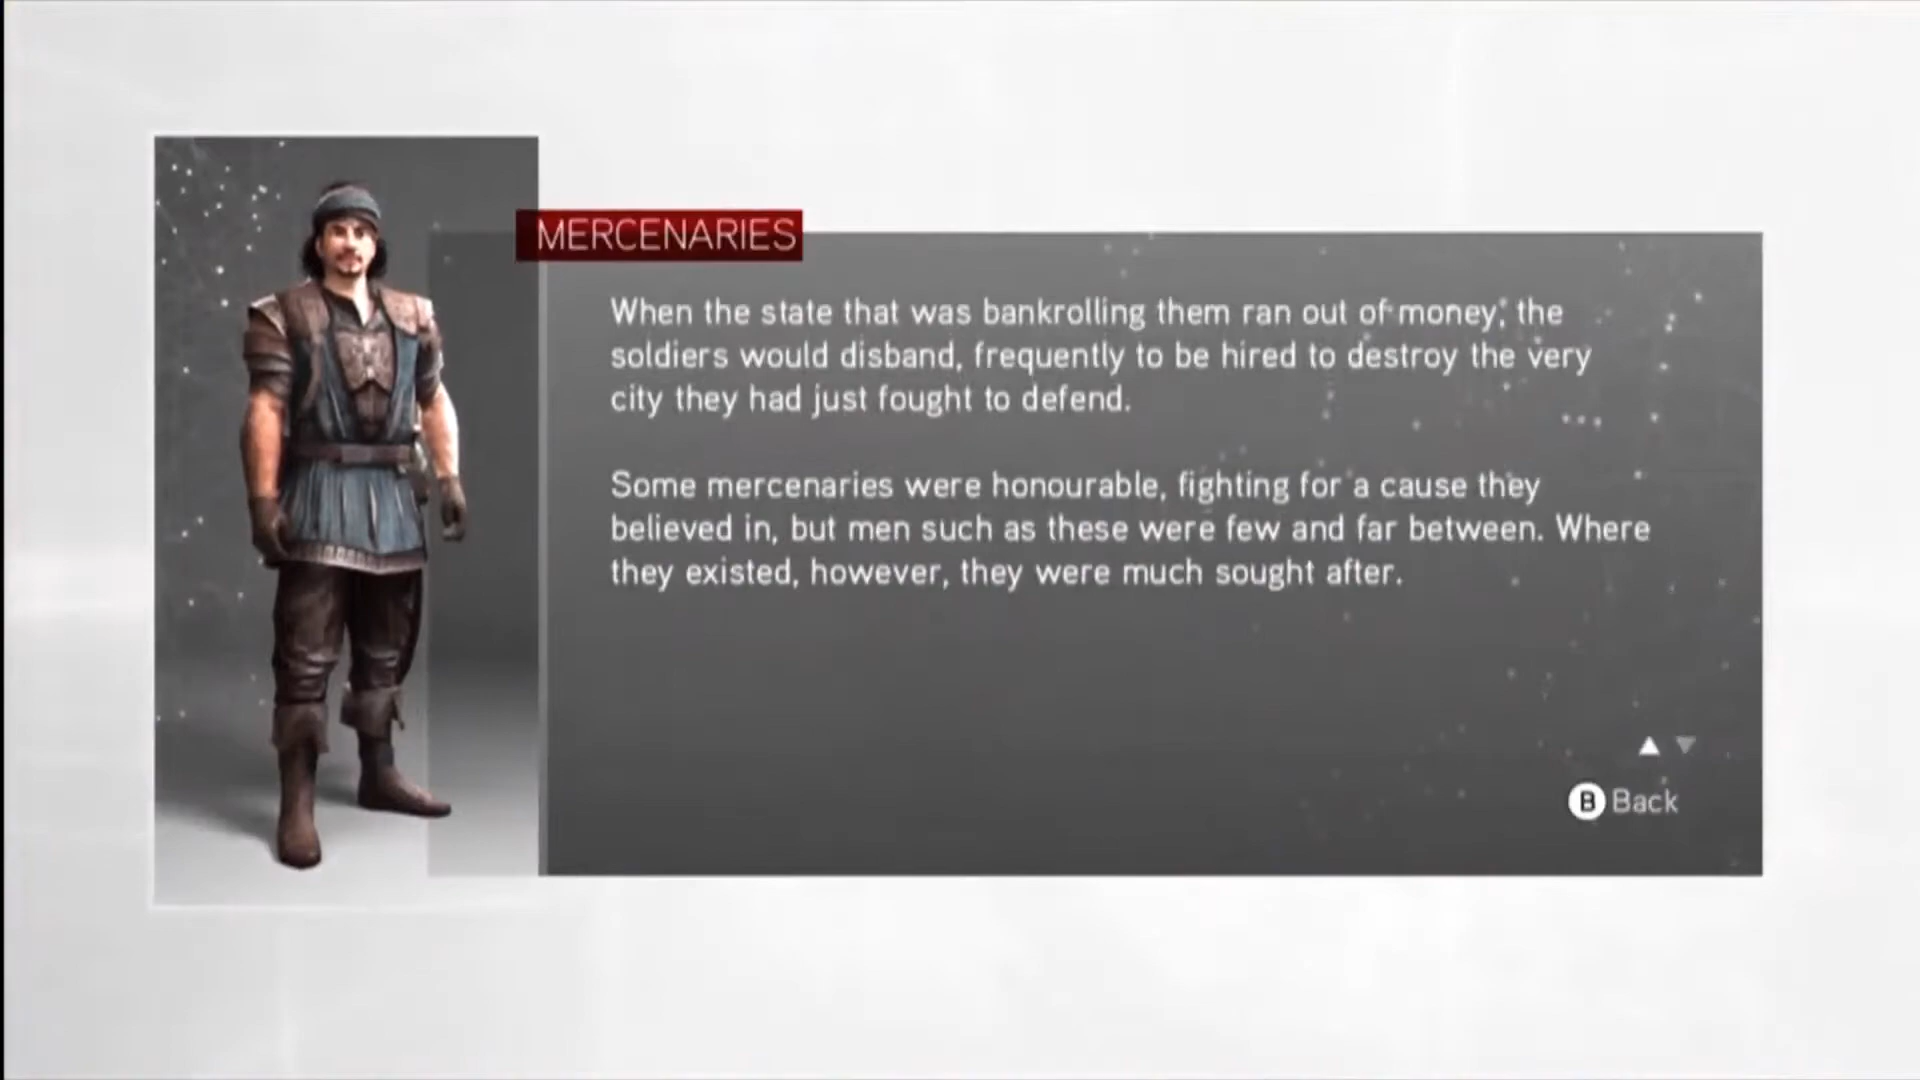 MERCENARIES
When the state that was bankrolling them ran out of money, the
soldiers would disband, frequently to be hired to destroy the very
city they had just fought to defend.
Some mercenaries were honourable, fighting for a cause they
believed in, but men such as these were few and far between. Where
they existed, however, they were much sought after.
B Back